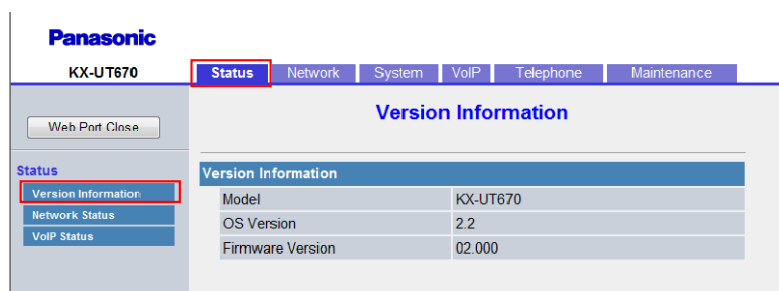 Panasonic
KX-UT670
Status Network System VoIP Telephone Maintenance
Web Port Close
Version Information
Status
Version Information
Network Status
VoIP Status
Version Information
Model KX-UT670
OS Version 2.2
Firmware Version 02.000